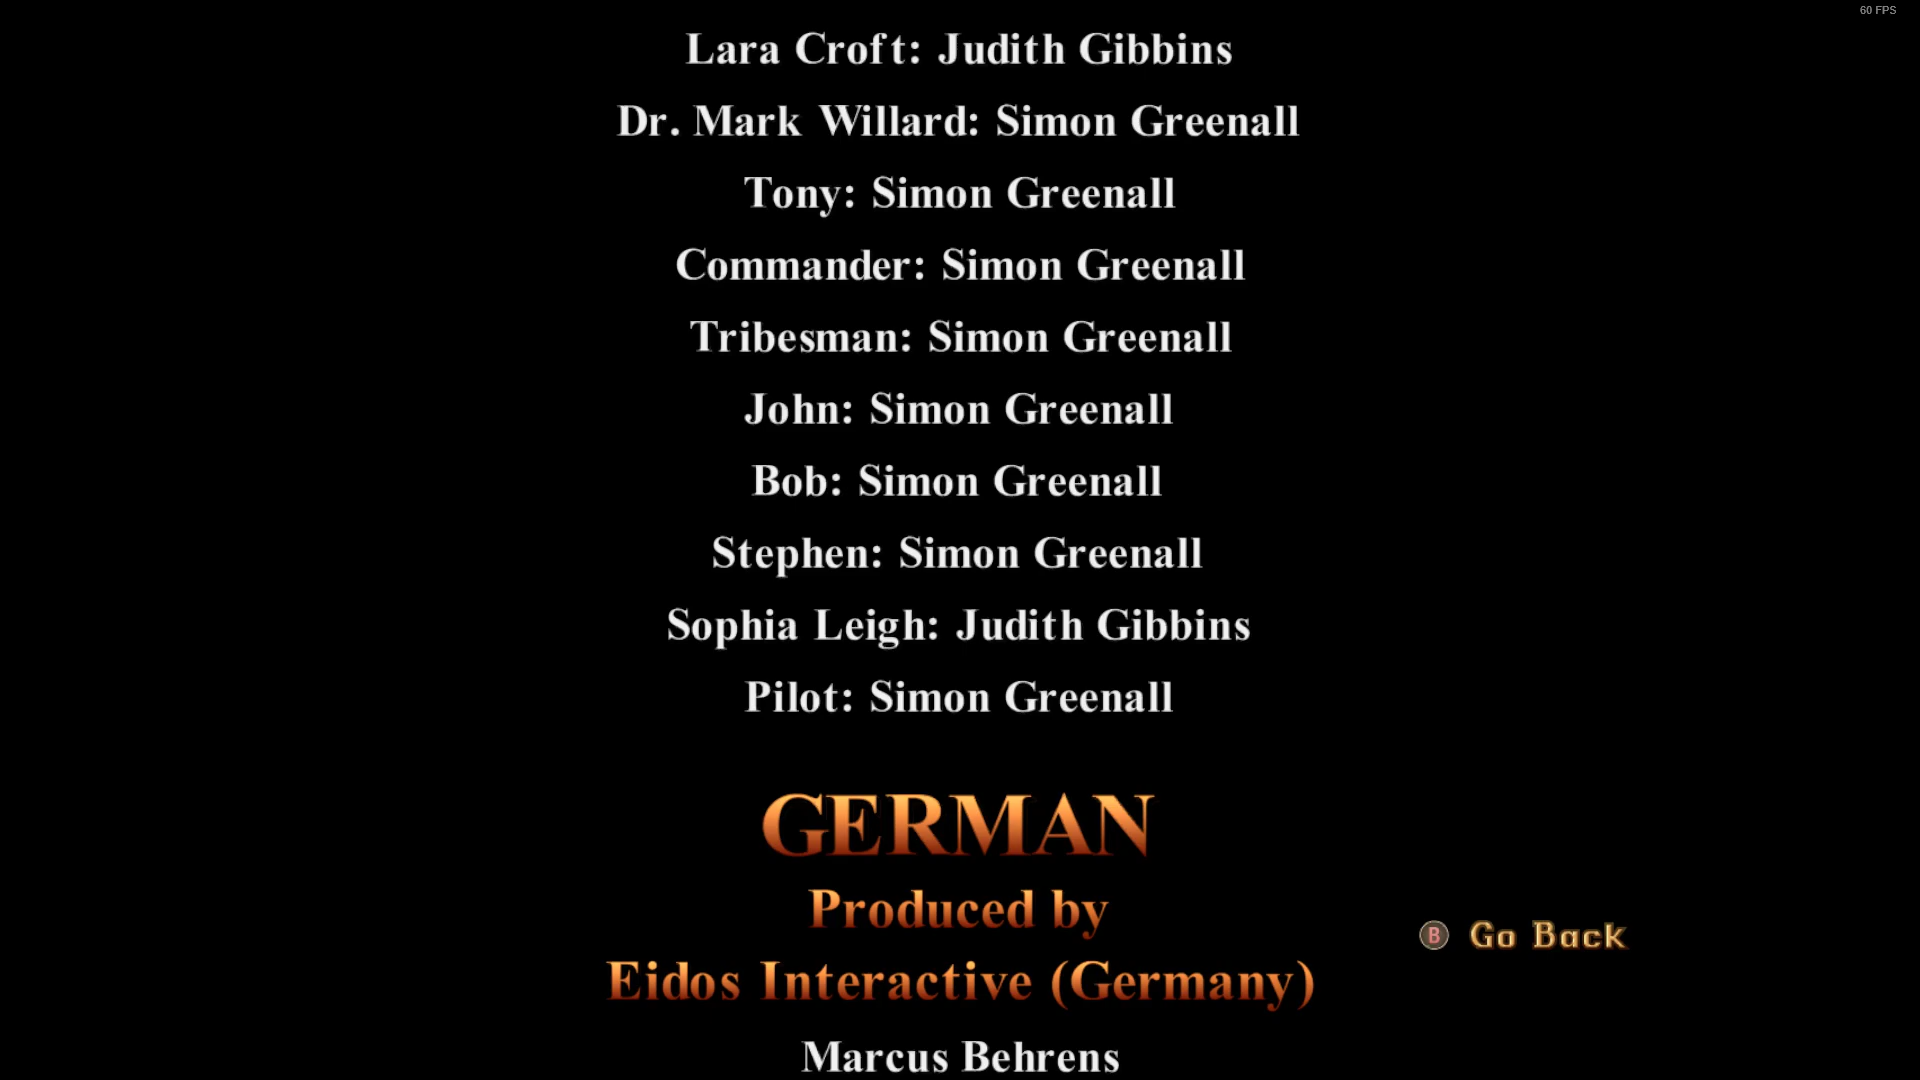 60 FPS
Lara Croft: Judith Gibbins
Dr. Mark Willard: Simon Greenall
Tony: Simon Greenall
Commander: Simon Greenall
Tribesman: Simon Greenall
John: Simon Greenall
Bob: Simon Greenall
Stephen: Simon Greenall
Sophia Leigh: Judith Gibbins
Pilot: Simon Greenall
GERMAN
Produced by
B Go Back
Eidos Interactive (Germany)
Marcus Behrens